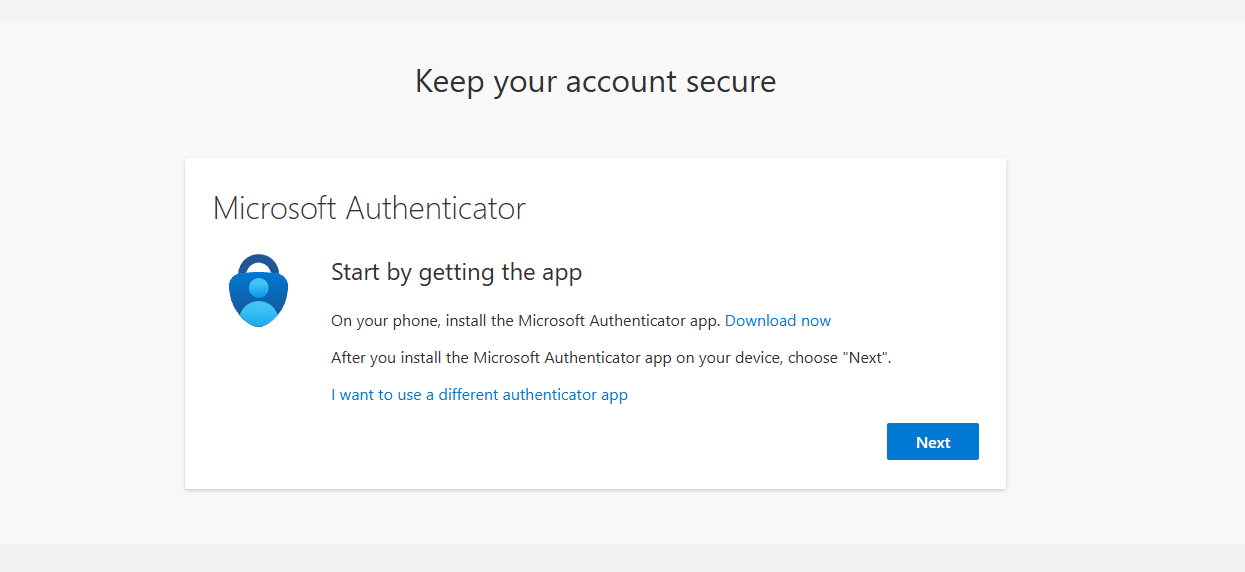 Keep your account secure
Microsoft Authenticator
Start by getting the app
On your phone, install the Microsoft Authenticator app. Download now
After you install the Microsoft Authenticator app on your device, choose "Next".
I want to use a different authenticator app
Next